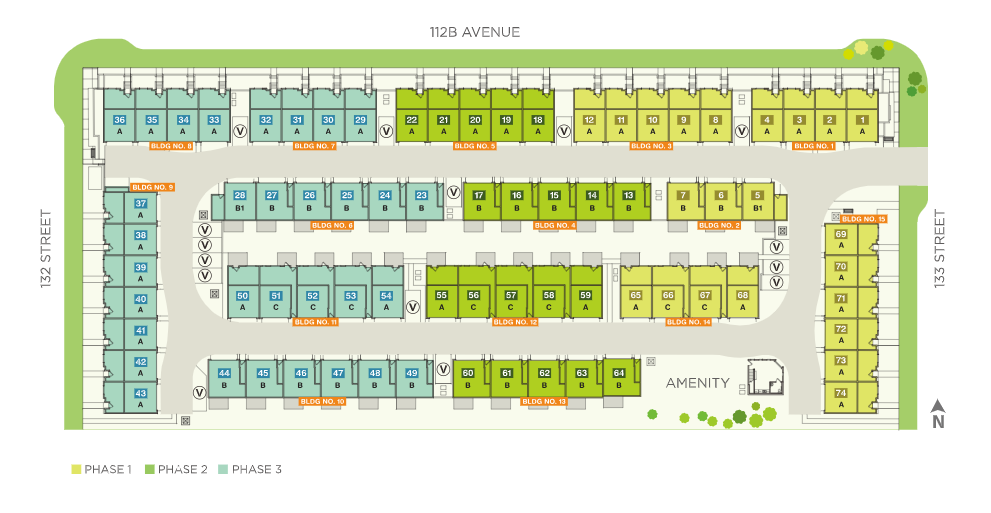 112B AVENUE
36 35 34 33 32 31 30 29 22 21 20 19 18 12 11 10 9 8 4 3 2 1
A A A A A A A A A A A A A A A A A A A A A A
V V V V
BLDG NO. 8 BLDG NO. 7 BLDG NO. 5 BLDG NO. 3 BLDG NO. 1
BLDG NO. 9
28 27 26 25 24 23 V 17 16 15 14 13 7 6 5
B1 B B B B B B B B B B B B B1
BLDG NO. 6 BLDG NO. 4 BLDG NO. 2 BLDG NO. 15
37
A
38
A
39
A
40
A
41
A
42
A
43
A
V
V
V
V
V
V
V
69
A
70
A
71
A
72
A
73
A
74
A
132 STREET
133 STREET
50 51 52 53 54 V 55 56 57 58 59 65 66 67 68
A C C C A A C C C A A C C A
BLDG NO. 11 BLDG NO. 12 BLDG NO. 14
V 44 45 46 47 48 49 V 60 61 62 63 64
B B B B B B B B B B B
BLDG NO. 10 BLDG NO. 13
AMENITY
N
PHASE 1 PHASE 2 PHASE 3